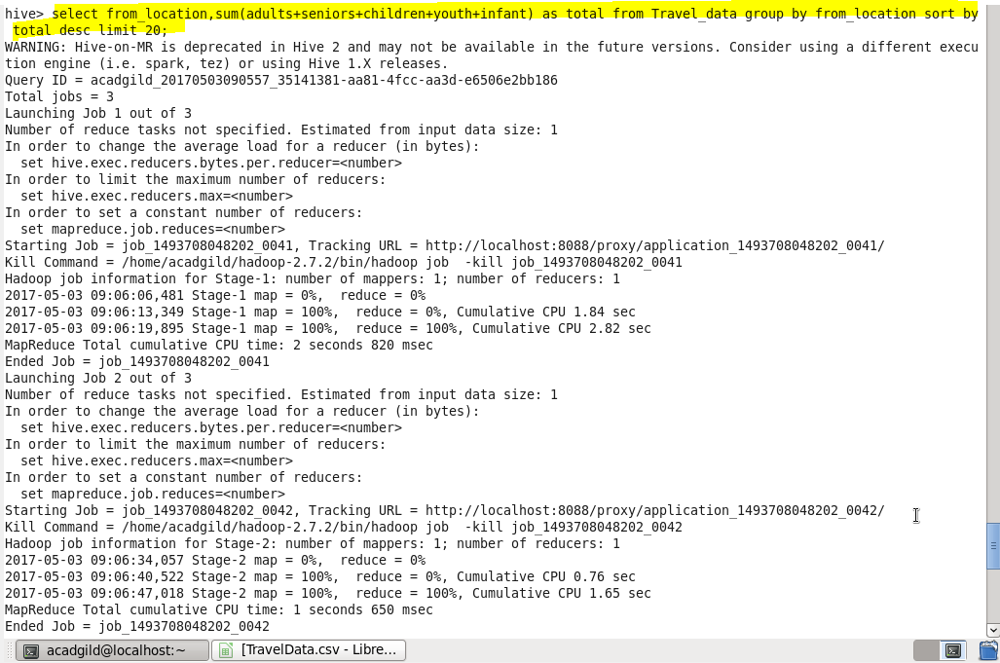 hive> select from_location,sum(adults+seniors+children+youth+infant) as total from Travel_data group by from_location sort by
total desc limit 20;
WARNING: Hive-on-MR is deprecated in Hive 2 and may not be available in the future versions. Consider using a different execu
tion engine (i.e. spark, tez) or using Hive 1.X releases.
Query ID = acadgild_20170503090557_35141381-aa81-4fcc-aa3d-e6506e2bb186
Total jobs = 3
Launching Job 1 out of 3
Number of reduce tasks not specified. Estimated from input data size: 1
In order to change the average load for a reducer (in bytes):
  set hive.exec.reducers.bytes.per.reducer=<number>
In order to limit the maximum number of reducers:
  set hive.exec.reducers.max=<number>
In order to set a constant number of reducers:
  set mapreduce.job.reduces=<number>
Starting Job = job_1493708048202_0041, Tracking URL = http://localhost:8088/proxy/application_1493708048202_0041/
Kill Command = /home/acadgild/hadoop-2.7.2/bin/hadoop job  -kill job_1493708048202_0041
Hadoop job information for Stage-1: number of mappers: 1; number of reducers: 1
2017-05-03 09:06:06,481 Stage-1 map = 0%,  reduce = 0%
2017-05-03 09:06:13,349 Stage-1 map = 100%,  reduce = 0%, Cumulative CPU 1.84 sec
2017-05-03 09:06:19,895 Stage-1 map = 100%,  reduce = 100%, Cumulative CPU 2.82 sec
MapReduce Total cumulative CPU time: 2 seconds 820 msec
Ended Job = job_1493708048202_0041
Launching Job 2 out of 3
Number of reduce tasks not specified. Estimated from input data size: 1
In order to change the average load for a reducer (in bytes):
  set hive.exec.reducers.bytes.per.reducer=<number>
In order to limit the maximum number of reducers:
  set hive.exec.reducers.max=<number>
In order to set a constant number of reducers:
  set mapreduce.job.reduces=<number>
Starting Job = job_1493708048202_0042, Tracking URL = http://localhost:8088/proxy/application_1493708048202_0042/
Kill Command = /home/acadgild/hadoop-2.7.2/bin/hadoop job  -kill job_1493708048202_0042
Hadoop job information for Stage-2: number of mappers: 1; number of reducers: 1
2017-05-03 09:06:34,057 Stage-2 map = 0%,  reduce = 0%
2017-05-03 09:06:40,522 Stage-2 map = 100%,  reduce = 0%, Cumulative CPU 0.76 sec
2017-05-03 09:06:47,018 Stage-2 map = 100%,  reduce = 100%, Cumulative CPU 1.65 sec
MapReduce Total cumulative CPU time: 1 seconds 650 msec
Ended Job = job_1493708048202_0042
acadgild@localhost:~ [TravelData.csv - Libre...